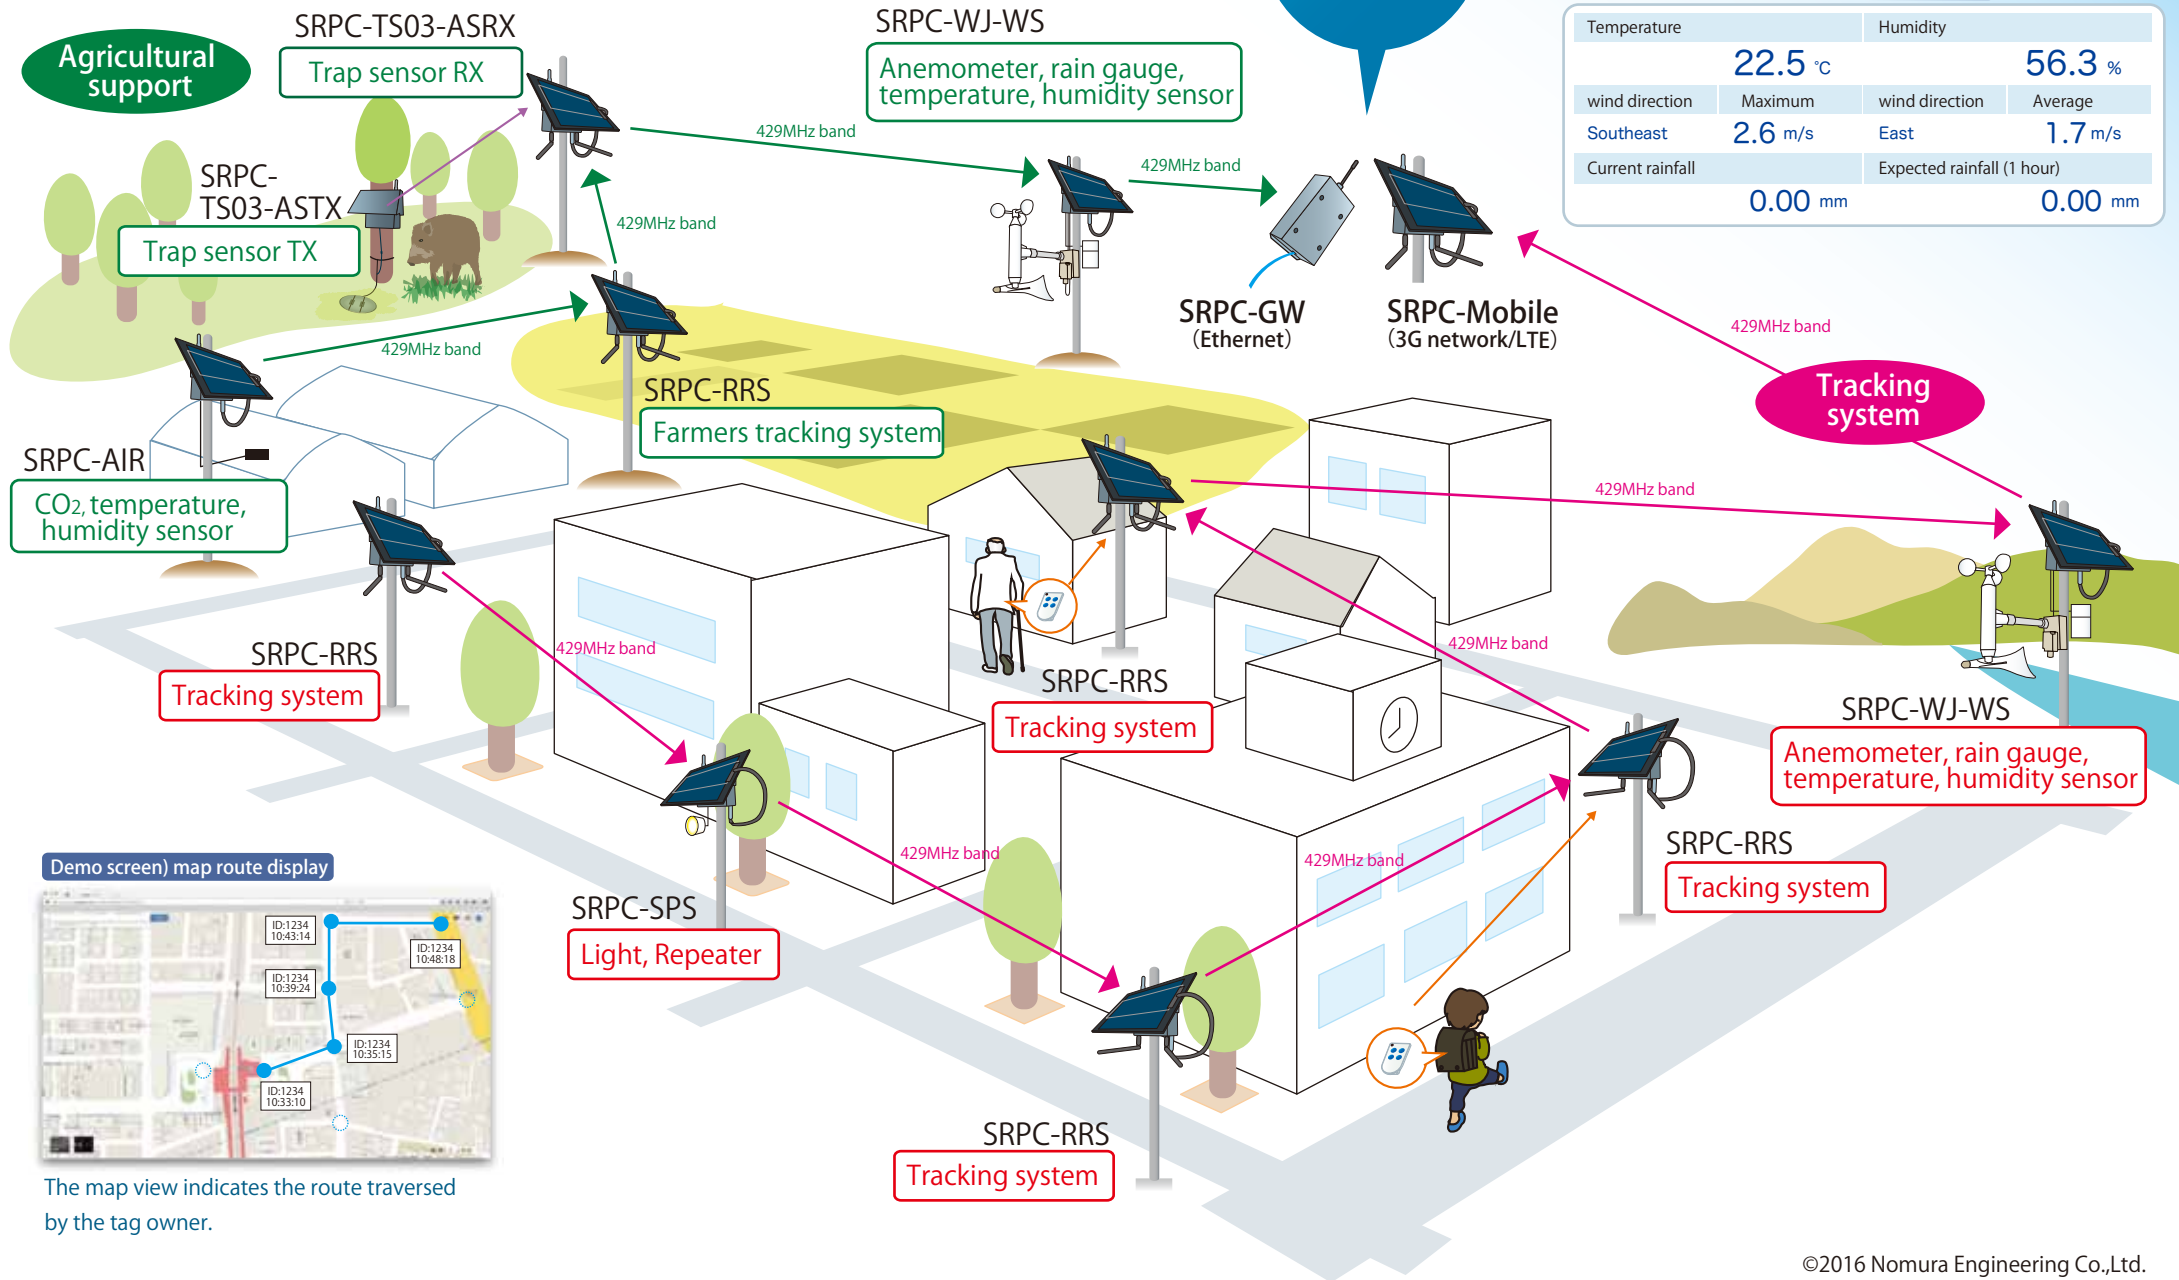 Agricultural
support
SRPC-TS03-ASRX
Trap sensor RX
SRPC-WJ-WS
Anemometer, rain gauge,
temperature, humidity sensor
Temperature
Humidity
22.5 °C
56.3 %
wind direction
Maximum
wind direction
Average
Southeast
2.6 m/s
East
1.7 m/s
Current rainfall
Expected rainfall (1 hour)
0.00 mm
0.00 mm
429MHz band
429MHz band
SRPC-
TS03-ASTX
Trap sensor TX
429MHz band
429MHz band
SRPC-GW
(Ethernet)
SRPC-Mobile
(3G network/LTE)
429MHz band
Tracking
system
SRPC-RRS
Farmers tracking system
SRPC-AIR
CO2, temperature,
humidity sensor
429MHz band
SRPC-RRS
Tracking system
429MHz band
429MHz band
SRPC-RRS
Tracking system
SRPC-WJ-WS
Anemometer, rain gauge,
temperature, humidity sensor
SRPC-RRS
Tracking system
429MHz band
429MHz band
SRPC-SPS
Light, Repeater
SRPC-RRS
Tracking system
Demo screen) map route display
ID:1234
10:43:14
ID:1234
10:48:18
ID:1234
10:39:24
ID:1234
10:35:15
ID:1234
10:33:10
The map view indicates the route traversed
by the tag owner.
©2016 Nomura Engineering Co.,Ltd.